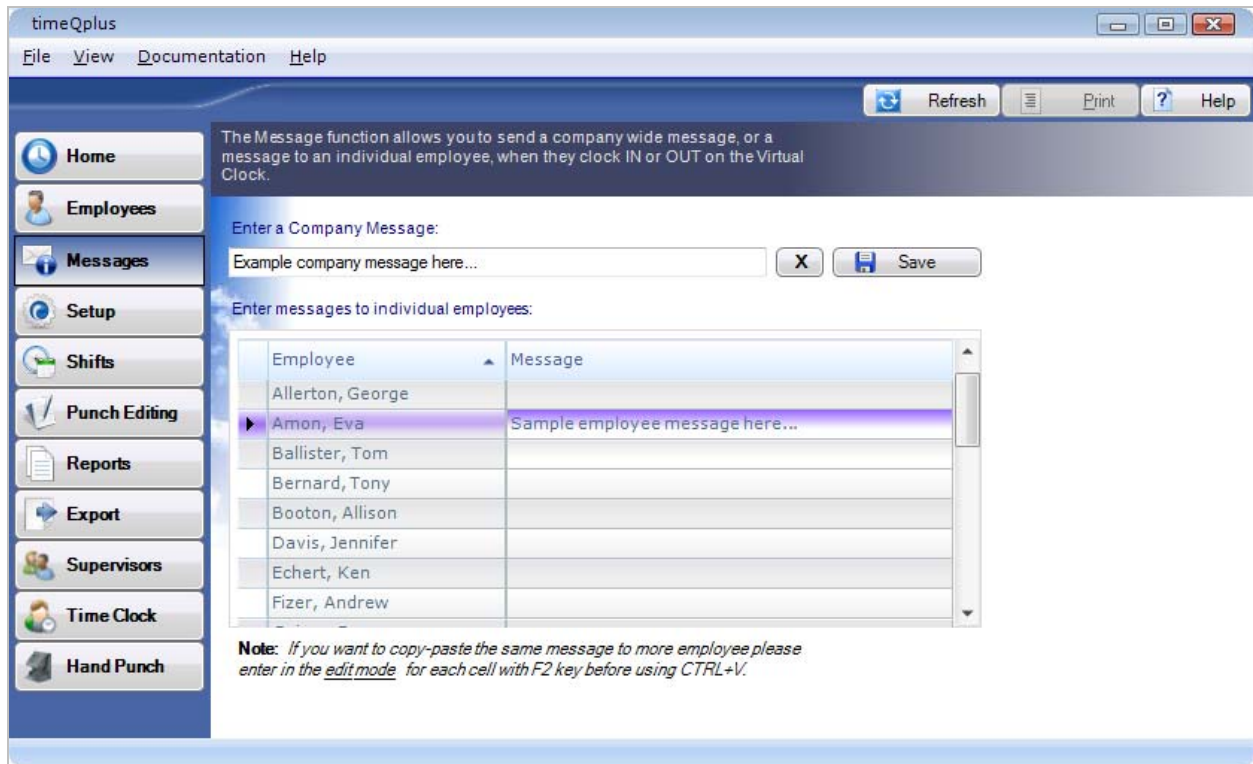 timeQplus
File View Documentation Help
Refresh Print Help
The Message function allows you to send a company wide message, or a
message to an individual employee, when they clock IN or OUT on the Virtual
Clock.
Home
Employees
Messages
Setup
Shifts
Punch Editing
Reports
Export
Supervisors
Time Clock
Hand Punch
Enter a Company Message:
Example company message here...
X Save
Enter messages to individual employees:
Employee Message
Allerton, George
Amon, Eva Sample employee message here...
Ballister, Tom
Bernard, Tony
Booton, Allison
Davis, Jennifer
Echert, Ken
Fizer, Andrew
Note: If you want to copy-paste the same message to more employee please
enter in the edit mode for each cell with F2 key before using CTRL+V.